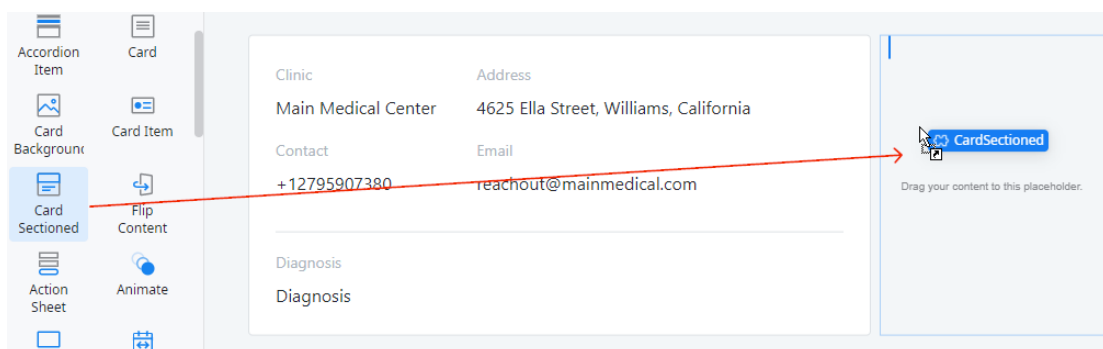 Accordion
Item
Card
Card
Backgrounc
Card Item
Card
Sectioned
Flip
Content
Action
Sheet
Animate
Clinic
Address
Main Medical Center
4625 Ella Street, Williams, California
Contact
Email
+12795907380
reachout@mainmedical.com
Diagnosis
Diagnosis
CardSectioned
Drag your content to this placeholder.